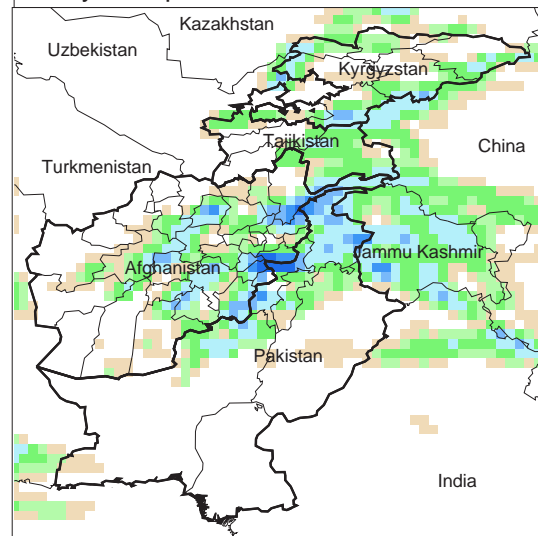 Kazakhstan
Uzbekistan
Kyrgyzstan
Tajikistan
China
Turkmenistan
Afghanistan
Jammu Kashmir
Pakistan
India